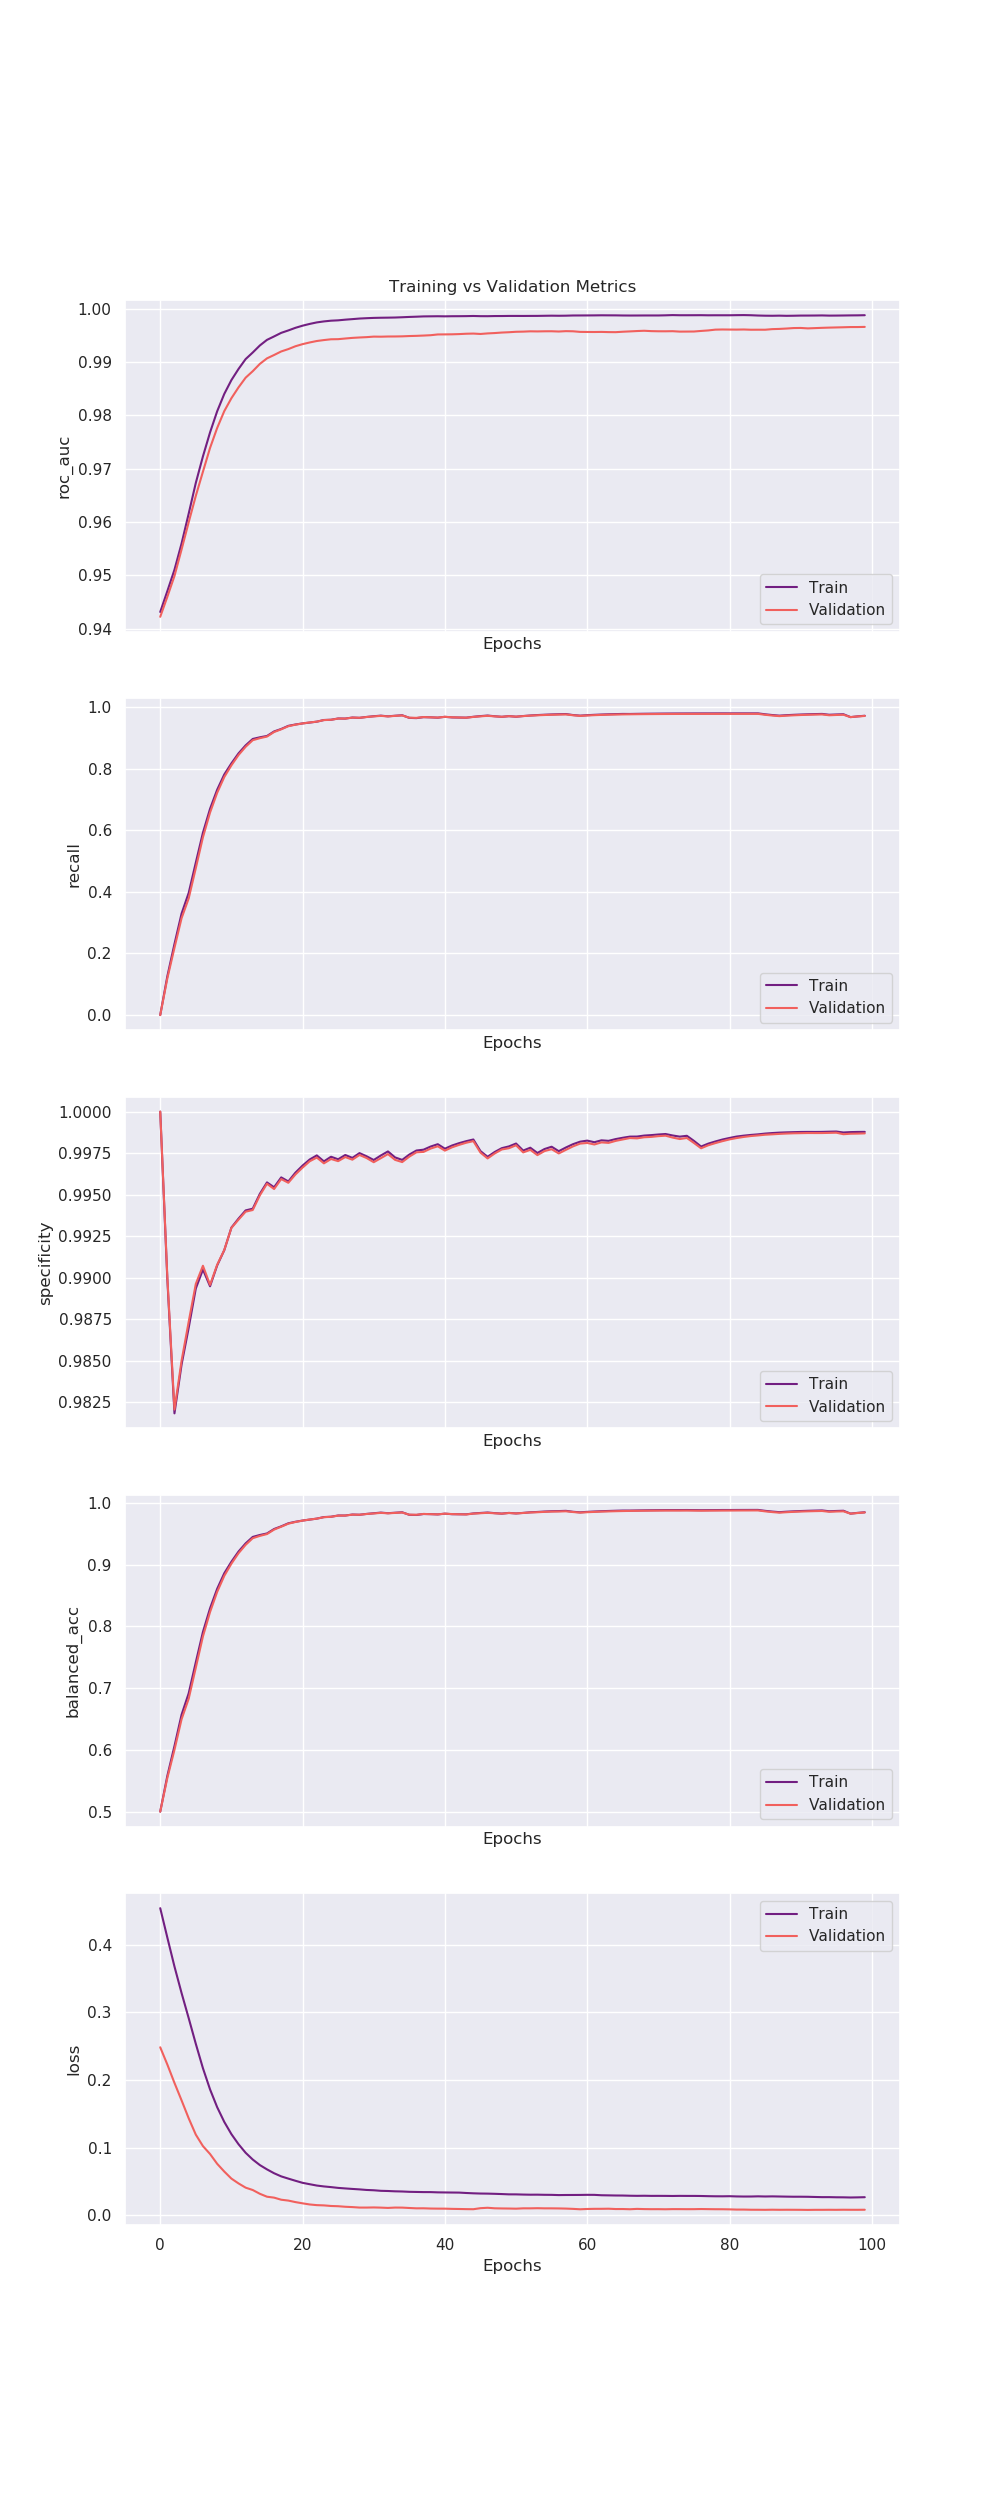 Training vs Validation Metrics
1.00
0.99
0.98
0.97
0.96
0.95
0.94
roc_auc
Train
Validation
Epochs
1.0
0.8
0.6
0.4
0.2
0.0
recall
Train
Validation
Epochs
1.0000
0.9975
0.9950
0.9925
0.9900
0.9875
0.9850
0.9825
specificity
Train
Validation
Epochs
1.0
0.9
0.8
0.7
0.6
0.5
balanced_acc
Train
Validation
Epochs
Train
Validation
0.4
0.3
0.2
0.1
0.0
loss
0 20 40 60 80 100
Epochs